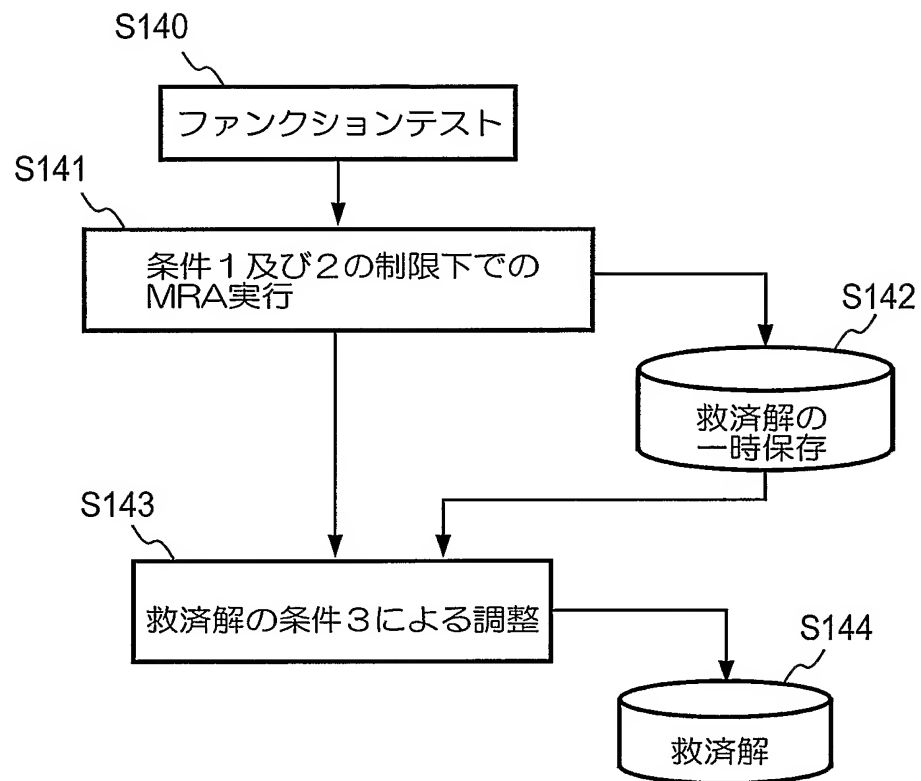 S140
ファンクションテスト
S141
条件1及び2の制限下での
MRA実行
S142
救済解の
一時保存
S143
救済解の条件3による調整
S144
救済解